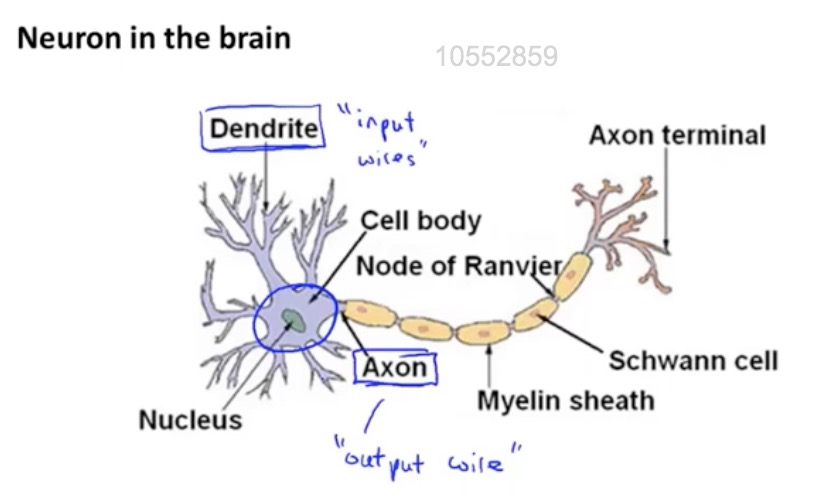 Neuron in the brain
10552859
Dendrite
"input
wires"
Axon terminal
Cell body
Node of Ranvier
Axon
Schwann cell
Myelin sheath
Nucleus
"output wire"